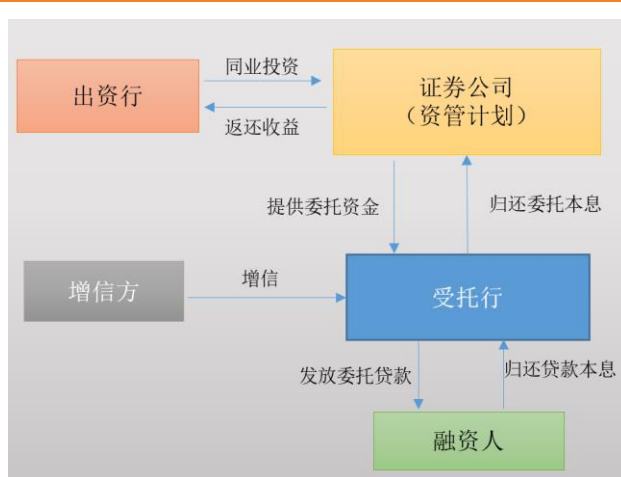 同业投资
出资行
证券公司
（资管计划）
返还收益
提供委托资金
归还委托本息
增信方
增信
受托行
发放委托贷款
归还贷款本息
融资人